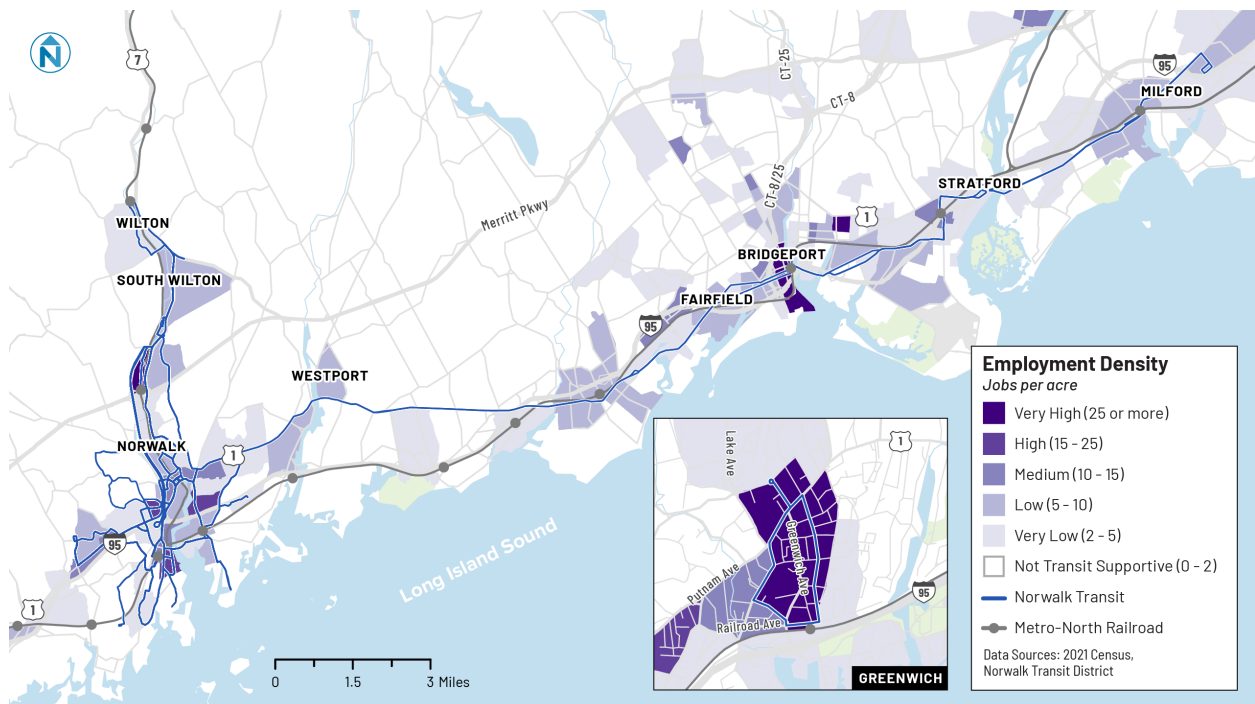 N
7
CT-25
95
MILFORD
CT-8
CT-8/25
STRATFORD
1
Merritt Pkwy
WILTON
BRIDGEPORT
SOUTH WILTON
FAIRFIELD
95
WESTPORT
NORWALK
1
95
1
Long Island Sound
0 1.5 3 Miles
Lake Ave
1
Greenwich Ave
Putnam Ave
Railroad Ave
95
GREENWICH
Employment Density
Jobs per acre
Very High (25 or more)
High (15 - 25)
Medium (10 - 15)
Low (5 - 10)
Very Low (2 - 5)
Not Transit Supportive (0 - 2)
Norwalk Transit
Metro-North Railroad
Data Sources: 2021 Census,
Norwalk Transit District